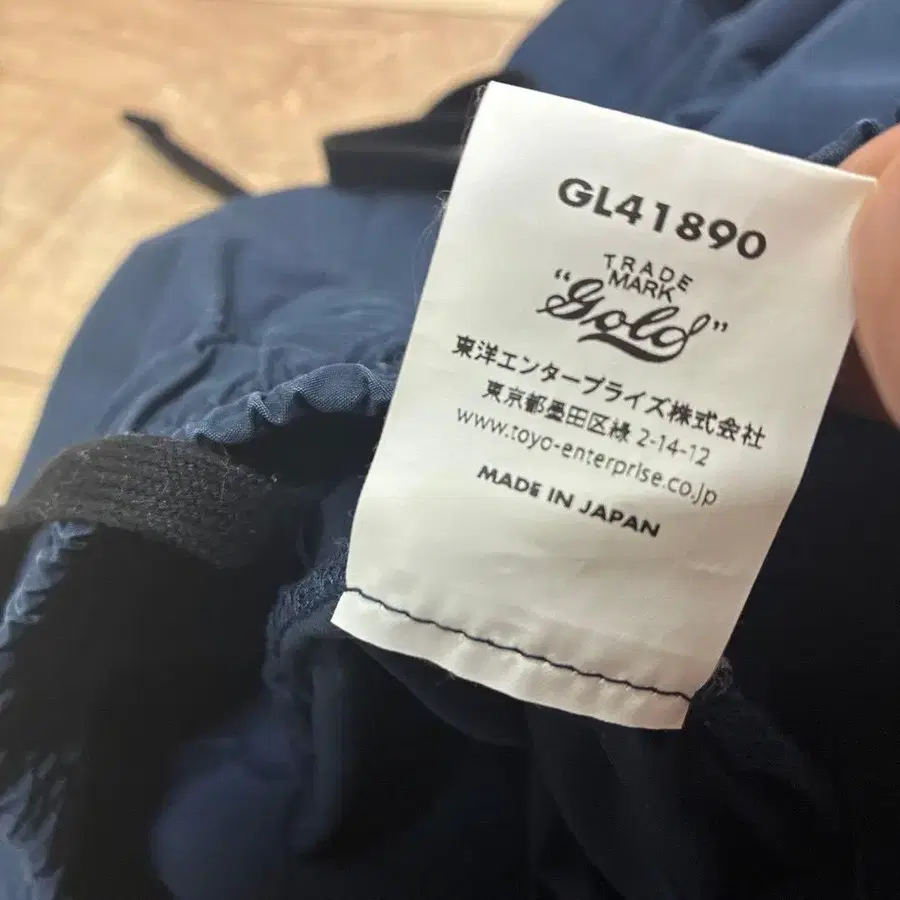 GL41890
TRADE
MARK
“Gold”
東洋エンタープライズ株式会社
東京都墨田区緑 2-14-12
www.toyo-enterprise.co.jp
MADE IN JAPAN